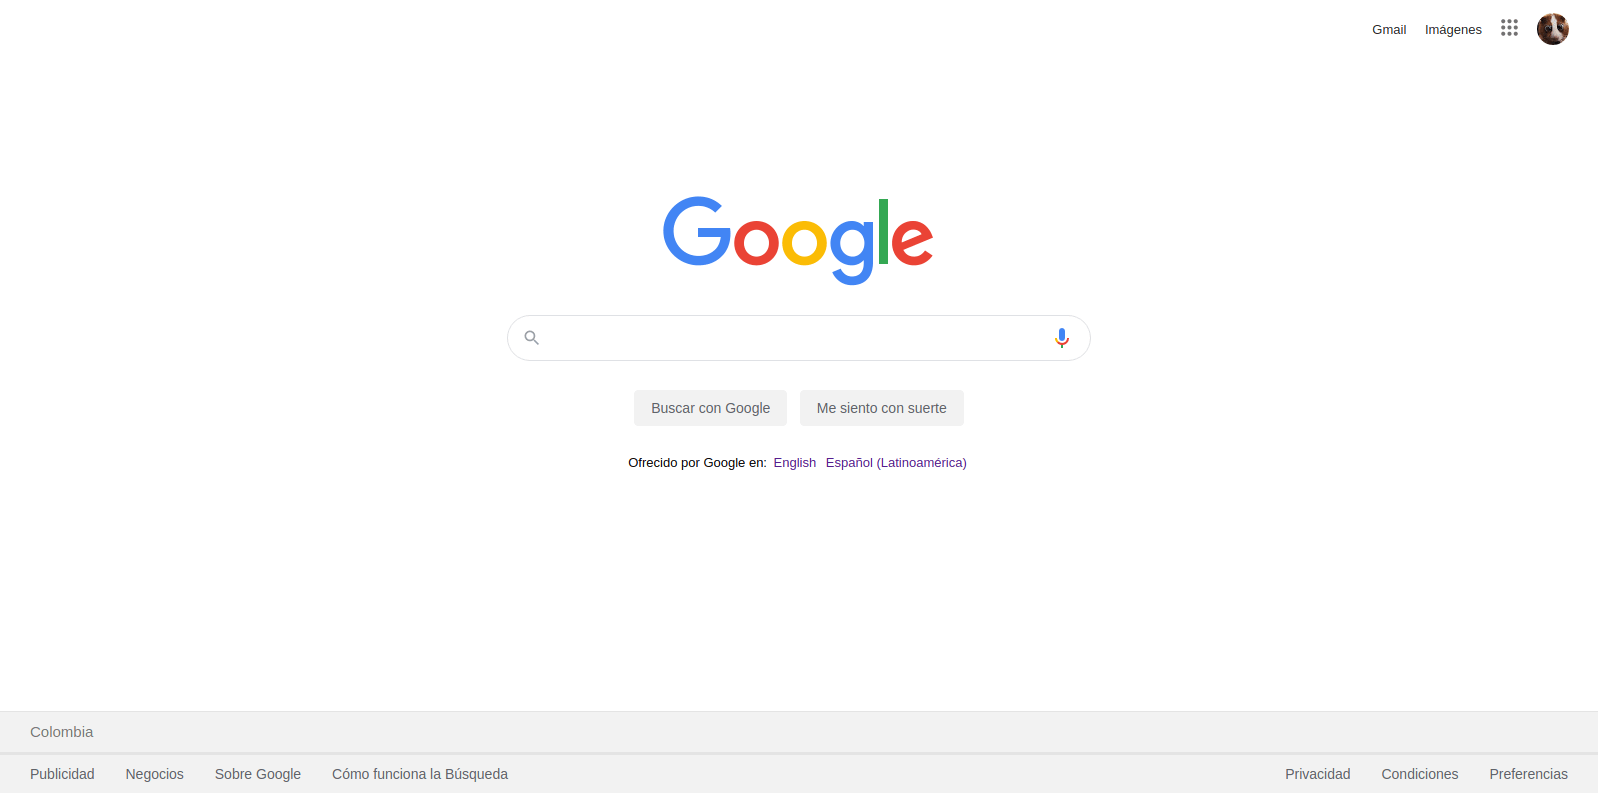 Gmail Imágenes
Google
Buscar con Google Me siento con suerte
Ofrecido por Google en: English Español (Latinoamérica)
Colombia
Publicidad Negocios Sobre Google Cómo funciona la Búsqueda Privacidad Condiciones Preferencias